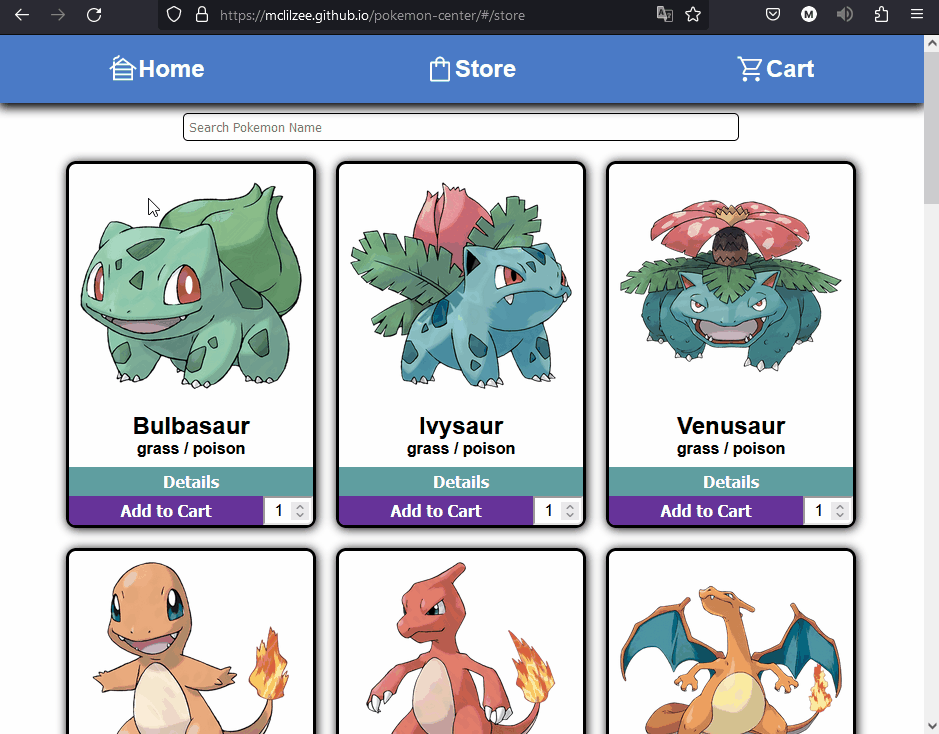 https://mclilzee.github.io/pokemon-center/#/store
M
Home Store Cart
Search Pokemon Name
Bulbasaur Ivysaur Venusaur
grass / poison grass / poison grass / poison
Details Details Details
Add to Cart 1 Add to Cart 1 Add to Cart 1